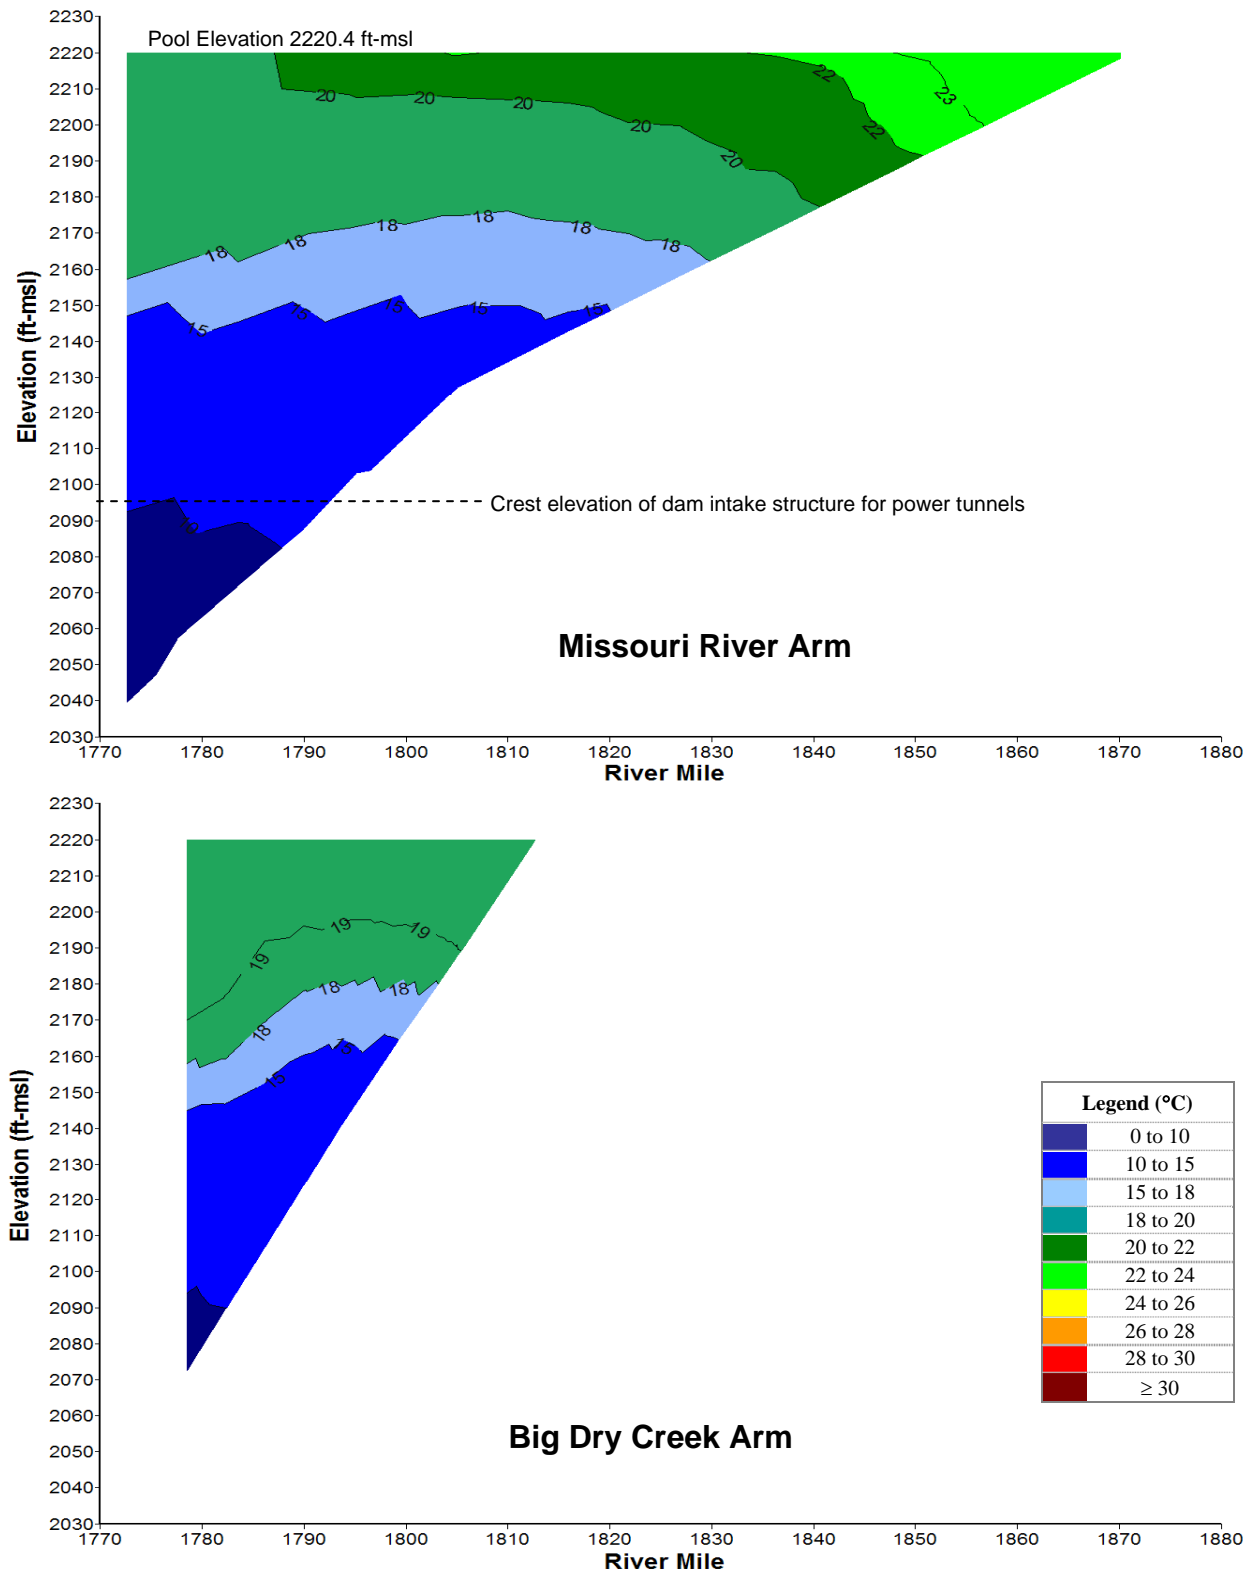 2230
Pool Elevation 2220.4 ft-msl
2220
2210
2200
2190
2180
2170
2160
2150
2140
2130
2120
2110
2100
2090
2080
2070
2060
2050
2040
2030
Elevation (ft-msl)
20 20 20 20 20 22 22 23
18 18 18 18 18 18
15 15 15 15 15
10
Crest elevation of dam intake structure for power tunnels
Missouri River Arm
1770 1780 1790 1800 1810 1820 1830 1840 1850 1860 1870 1880
River Mile
2230
2220
2210
2200
2190
2180
2170
2160
2150
2140
2130
2120
2110
2100
2090
2080
2070
2060
2050
2040
2030
Elevation (ft-msl)
19 19 19
18 18 18
15 15
Legend (°C)
0 to 10
10 to 15
15 to 18
18 to 20
20 to 22
22 to 24
24 to 26
26 to 28
28 to 30
≥ 30
Big Dry Creek Arm
1770 1780 1790 1800 1810 1820 1830 1840 1850 1860 1870 1880
River Mile